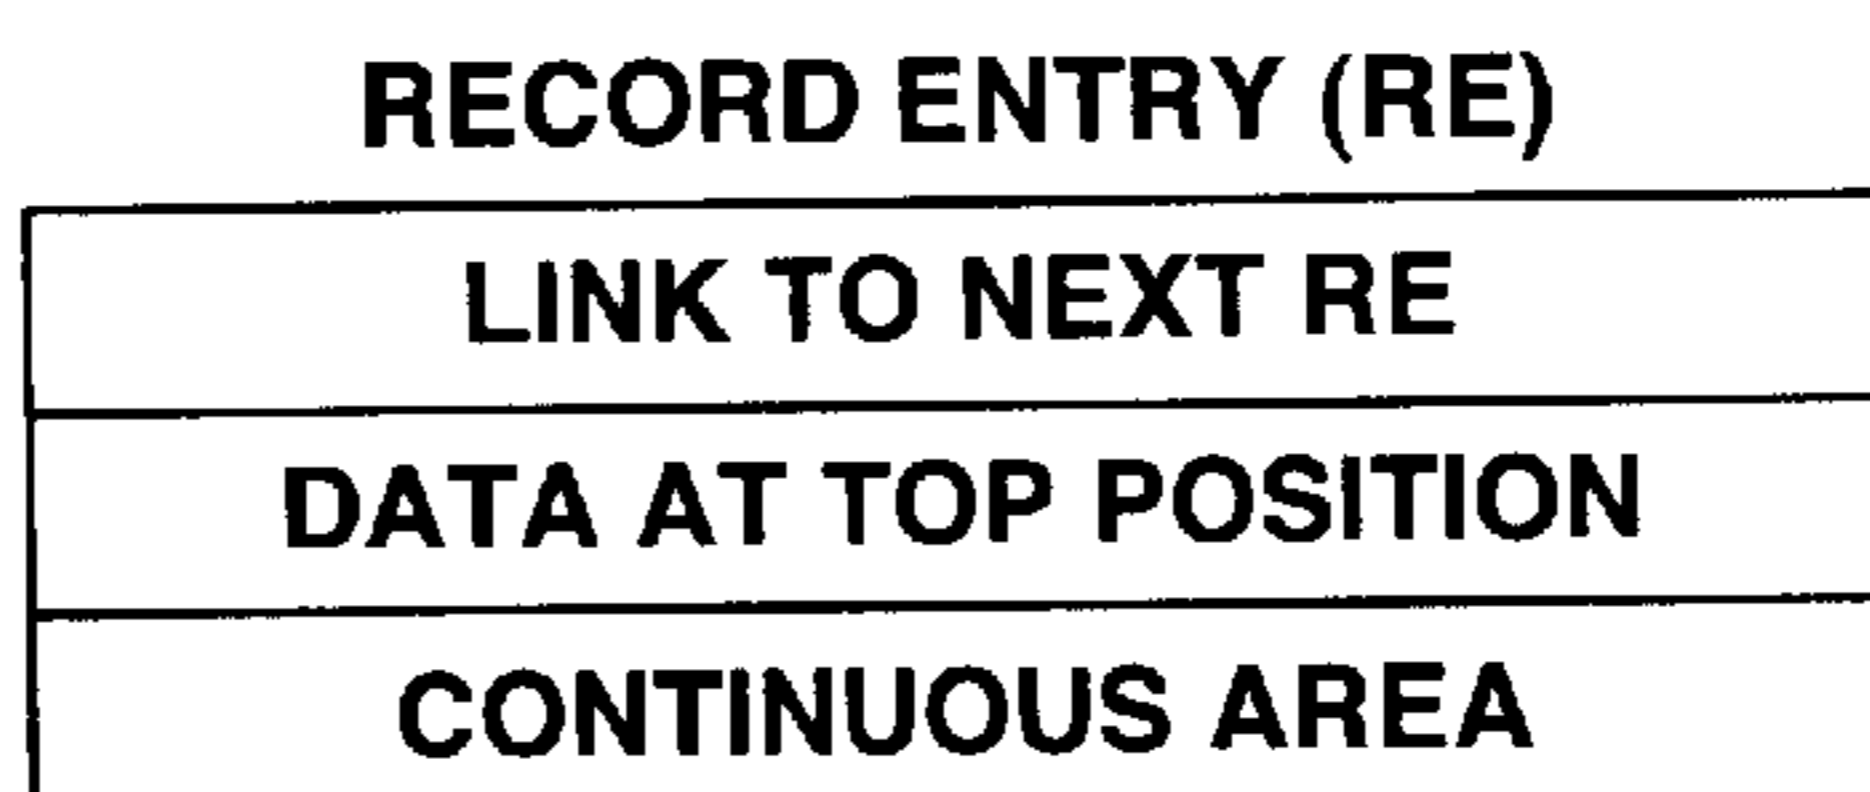 RECORD ENTRY (RE)
LINK TO NEXT RE
DATA AT TOP POSITION
CONTINUOUS AREA